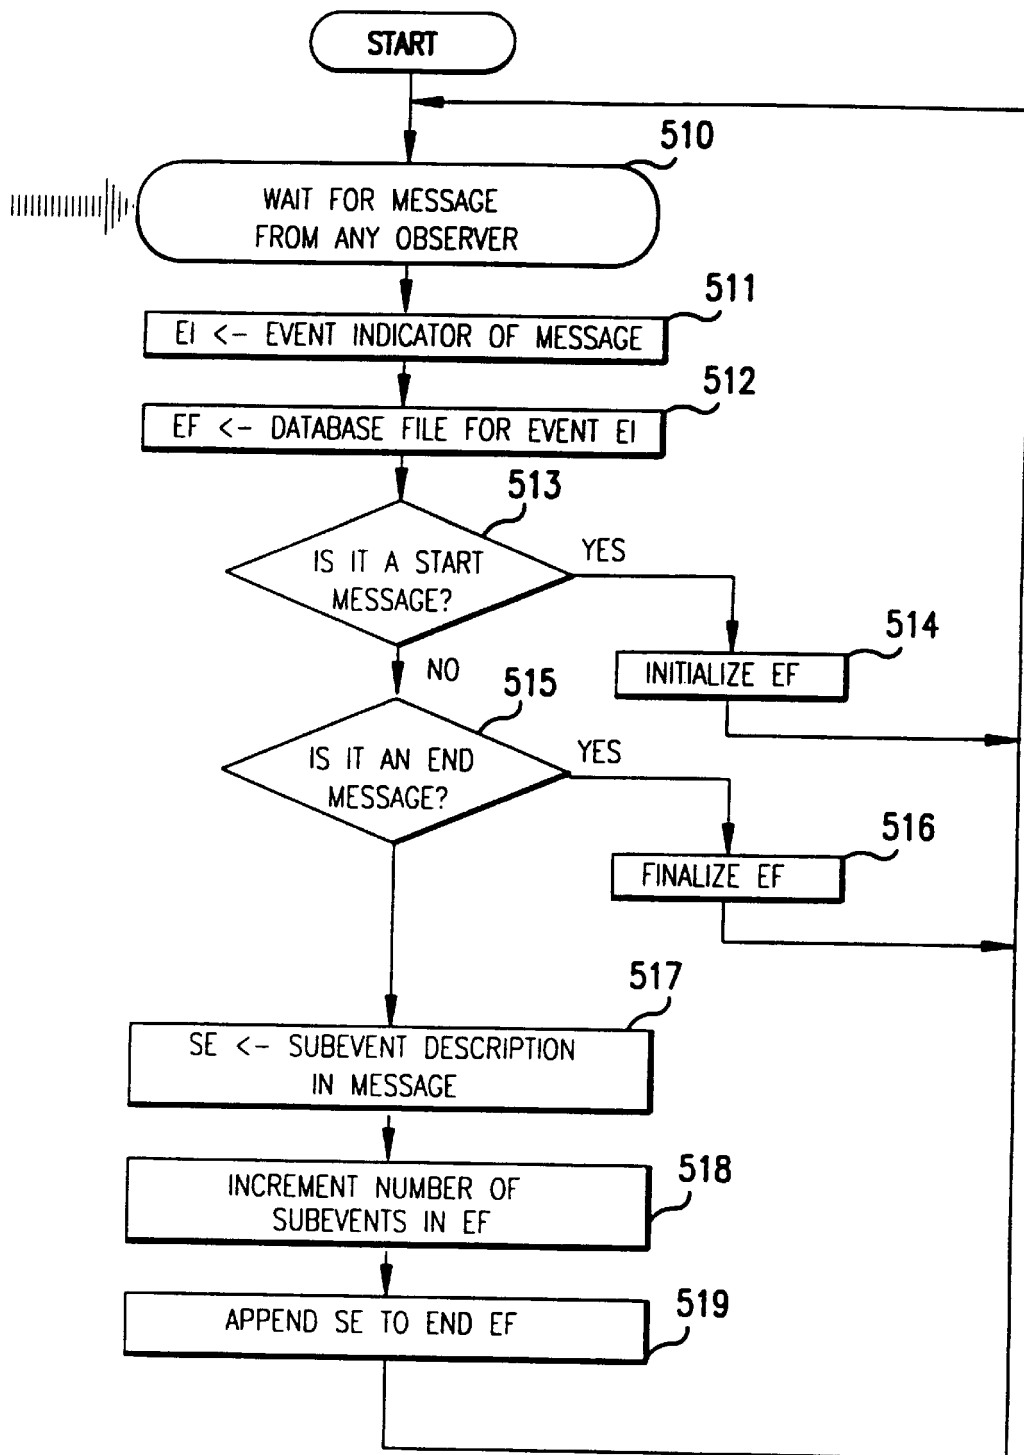 START
510
WAIT FOR MESSAGE
FROM ANY OBSERVER
511
EI <- EVENT INDICATOR OF MESSAGE
512
EF <- DATABASE FILE FOR EVENT EI
513
IS IT A START
MESSAGE?
YES
514
INITIALIZE EF
NO
515
IS IT AN END
MESSAGE?
YES
516
FINALIZE EF
517
SE <- SUBEVENT DESCRIPTION
IN MESSAGE
518
INCREMENT NUMBER OF
SUBEVENTS IN EF
519
APPEND SE TO END EF